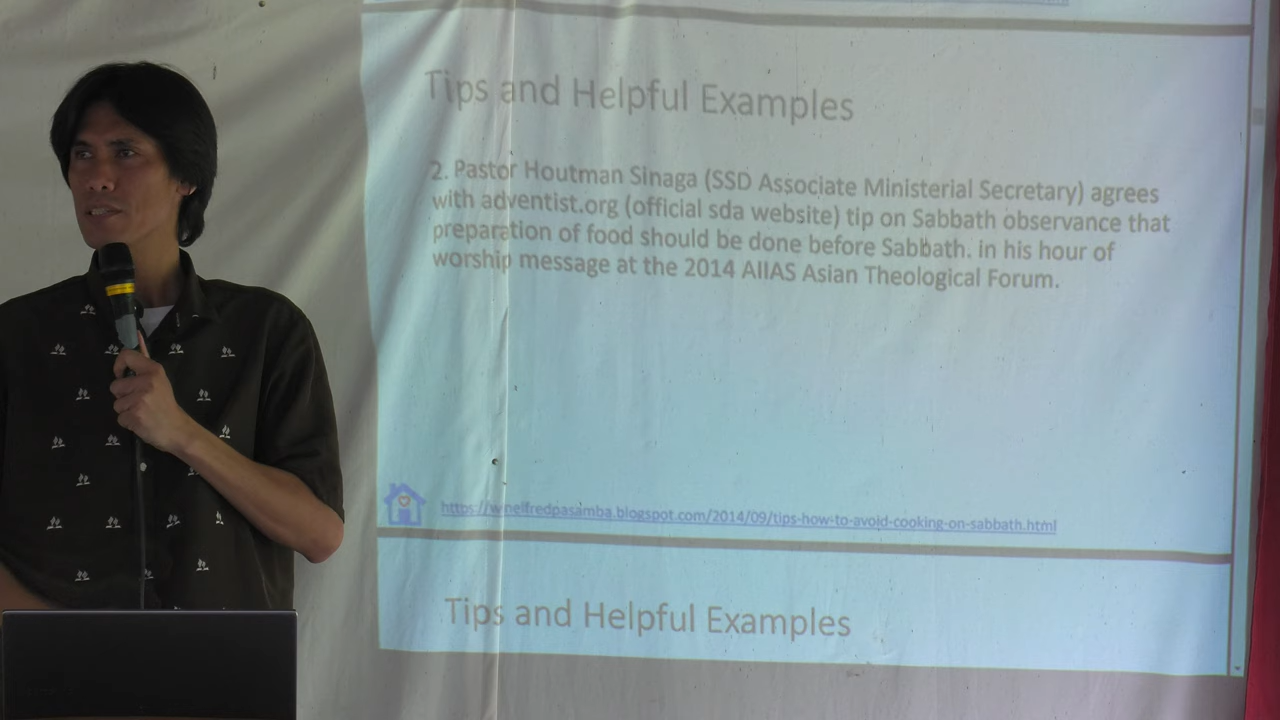 Tips and Helpful Examples
2. Pastor Houtman Sinaga (SSD Associate Ministerial Secretary) agrees
with adventist.org (official sda website) tip on Sabbath observance that
preparation of food should be done before Sabbath. in his hour of
worship message at the 2014 AIIAS Asian Theological Forum.
https://winelfredpasamba.blogspot.com/2014/09/tips-how-to-avoid-cooking-on-sabbath.html
Tips and Helpful Examples